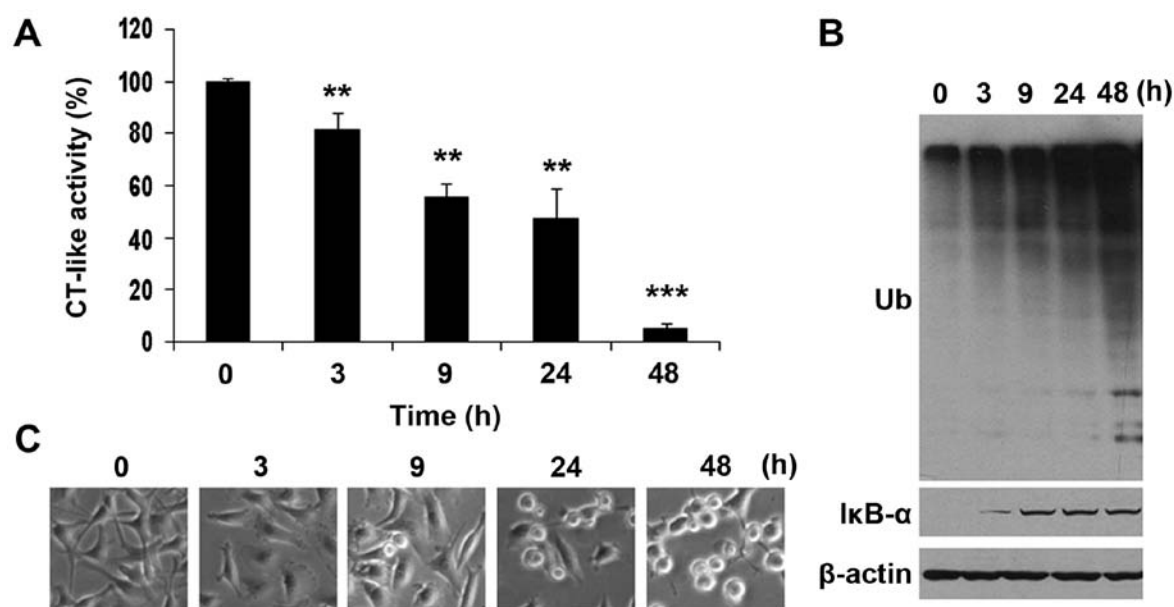 A
120
100
80
60
40
20
0
CT-like activity (%)
**
**
**
***
0 3 9 24 48
Time (h)
B
0 3 9 24 48 (h)
Ub
IκB-α
β-actin
C
0 3 9 24 48 (h)